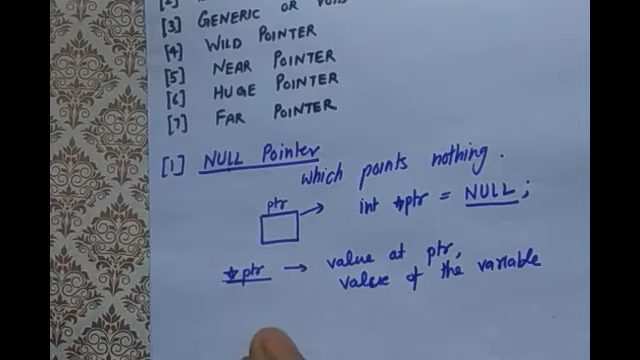 [3] GENERIC OR VOID
[4] WILD POINTER
[5] NEAR POINTER
[6] HUGE POINTER
[7] FAR POINTER
[1] NULL Pointer
which points nothing.
ptr
int *ptr = NULL;
*ptr → value at ptr,
value of the variable